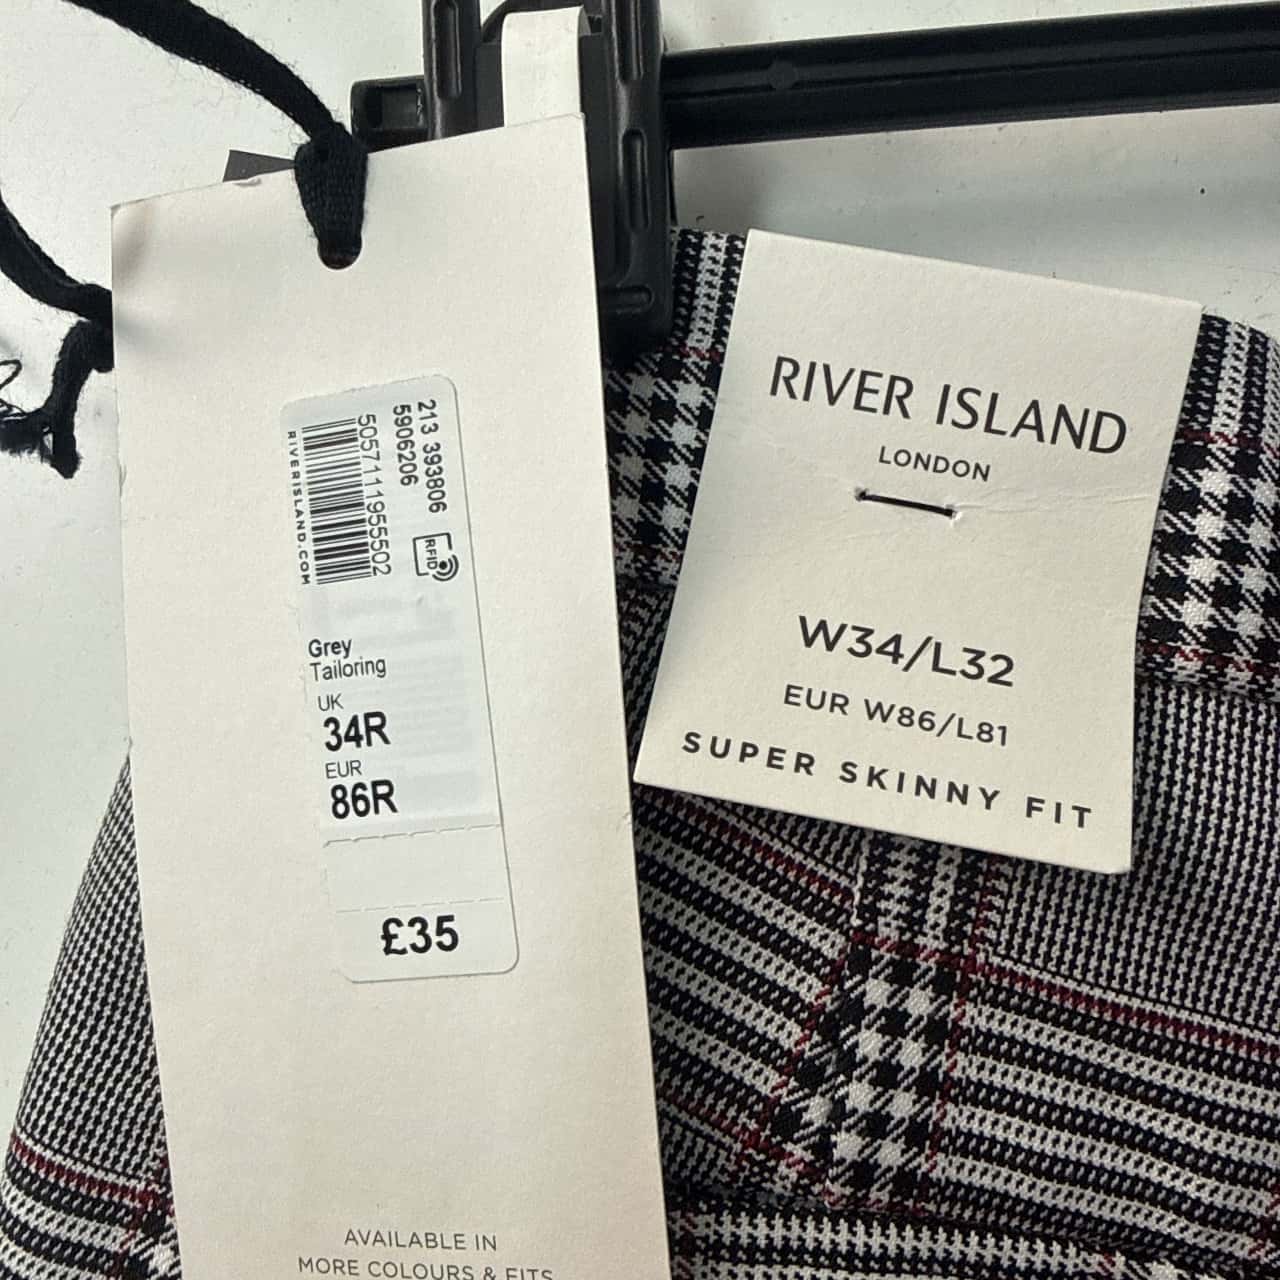 213 393806
5906206
5057111955502
RIVERISLAND.COM
RFID
Grey
Tailoring
UK
34R
EUR
86R
£35
AVAILABLE IN
MORE COLOURS & FITS
RIVER ISLAND
LONDON
W34/L32
EUR W86/L81
SUPER SKINNY FIT